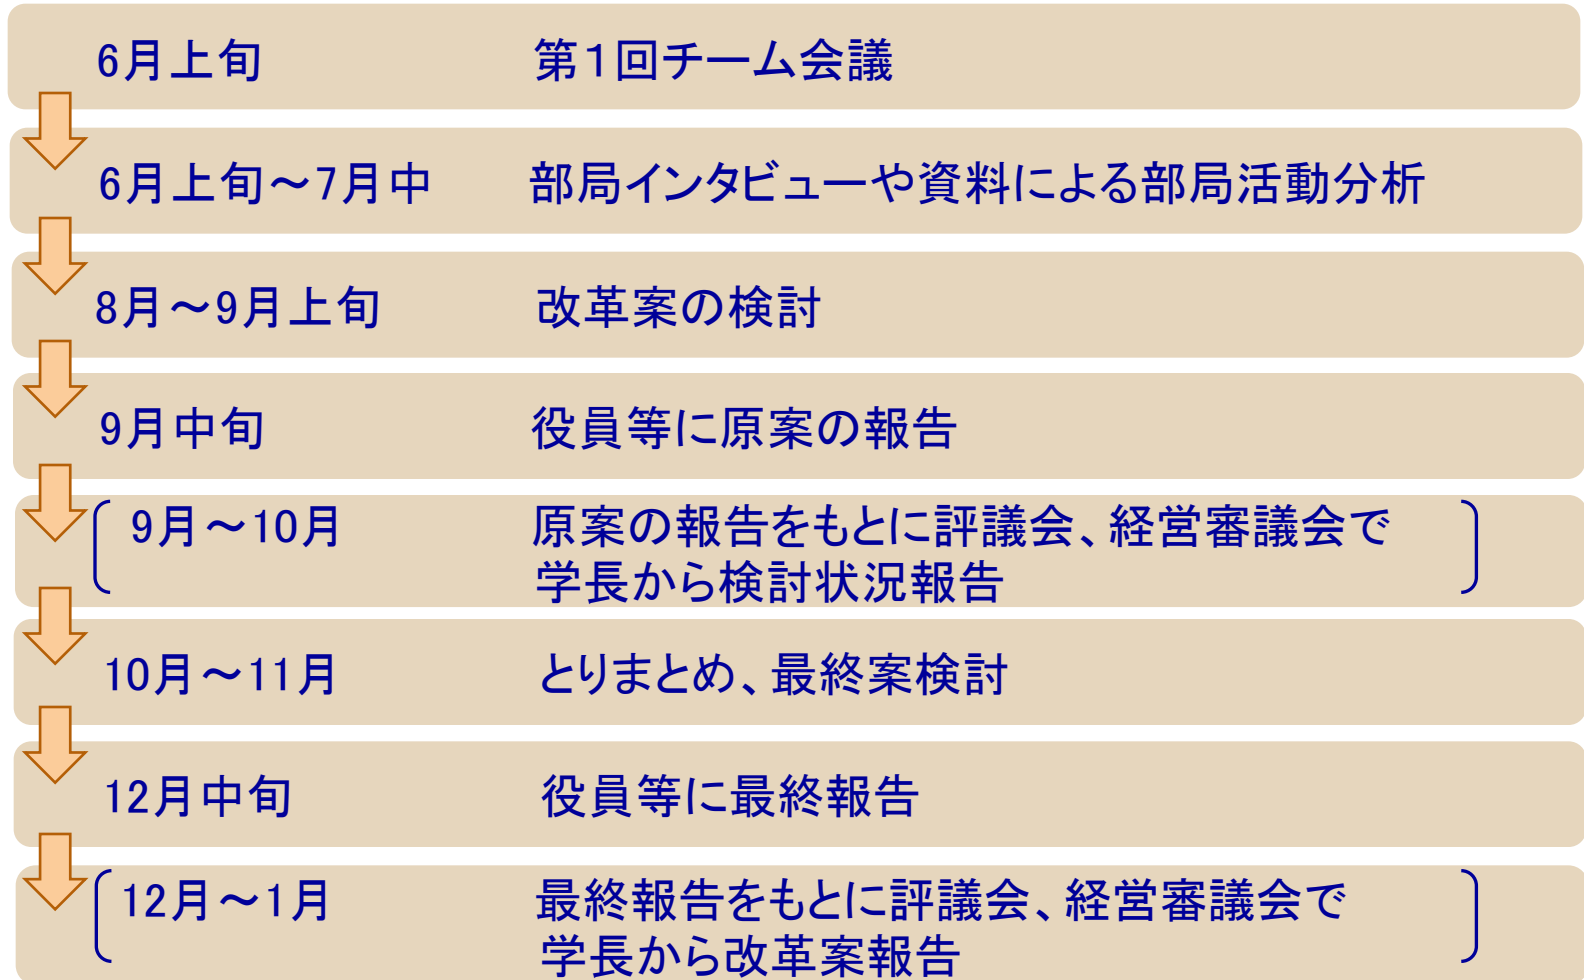 6月上旬 第1回チーム会議
6月上旬～7月中 部局インタビューや資料による部局活動分析
8月～9月上旬 改革案の検討
9月中旬 役員等に原案の報告
9月～10月 原案の報告をもとに評議会、経営審議会で
学長から検討状況報告
10月～11月 とりまとめ、最終案検討
12月中旬 役員等に最終報告
12月～1月 最終報告をもとに評議会、経営審議会で
学長から改革案報告